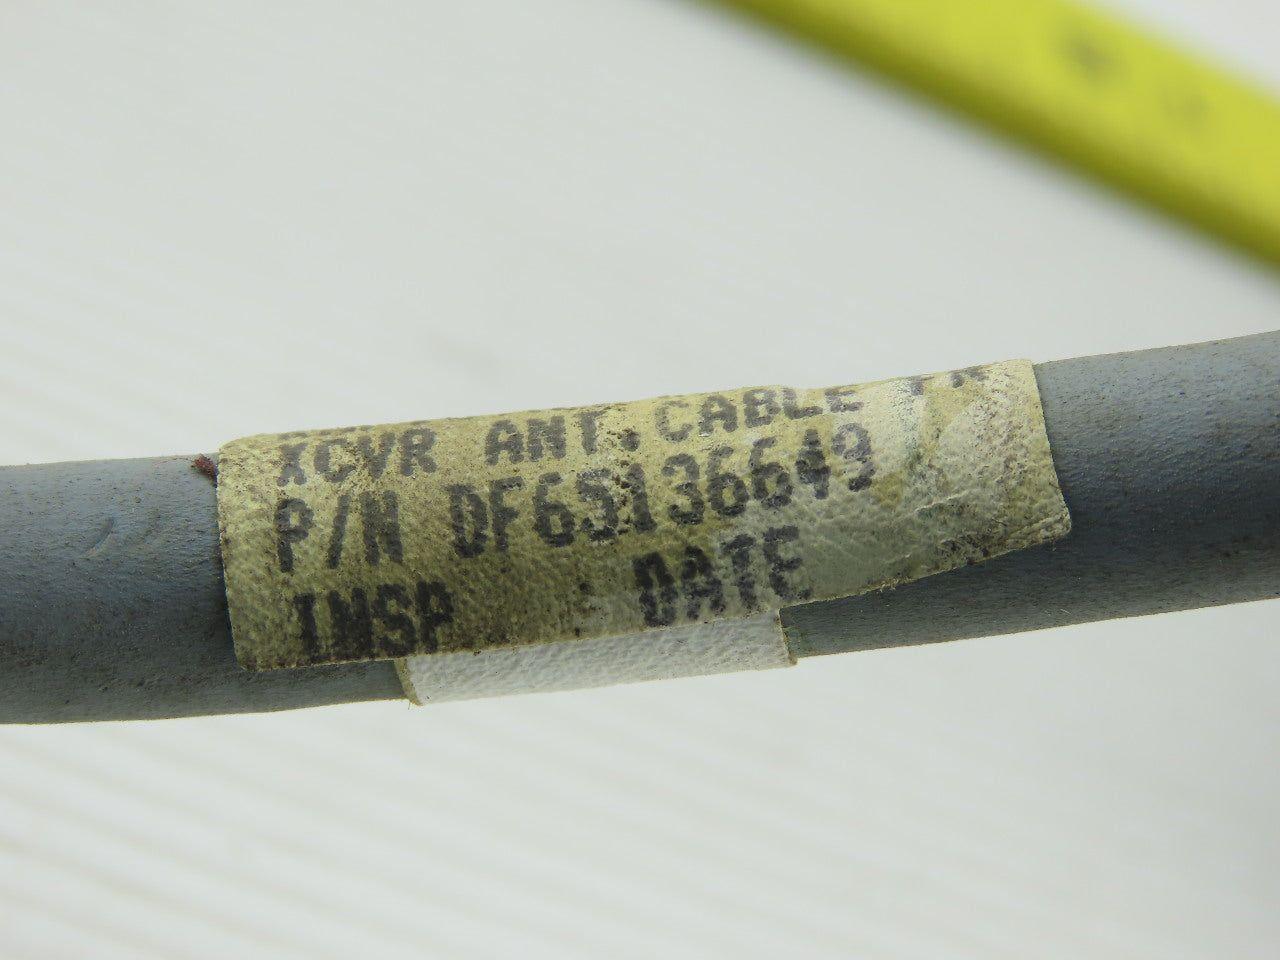 XCVR ANT. CABLE
P/N DF65136649
INSP DATE